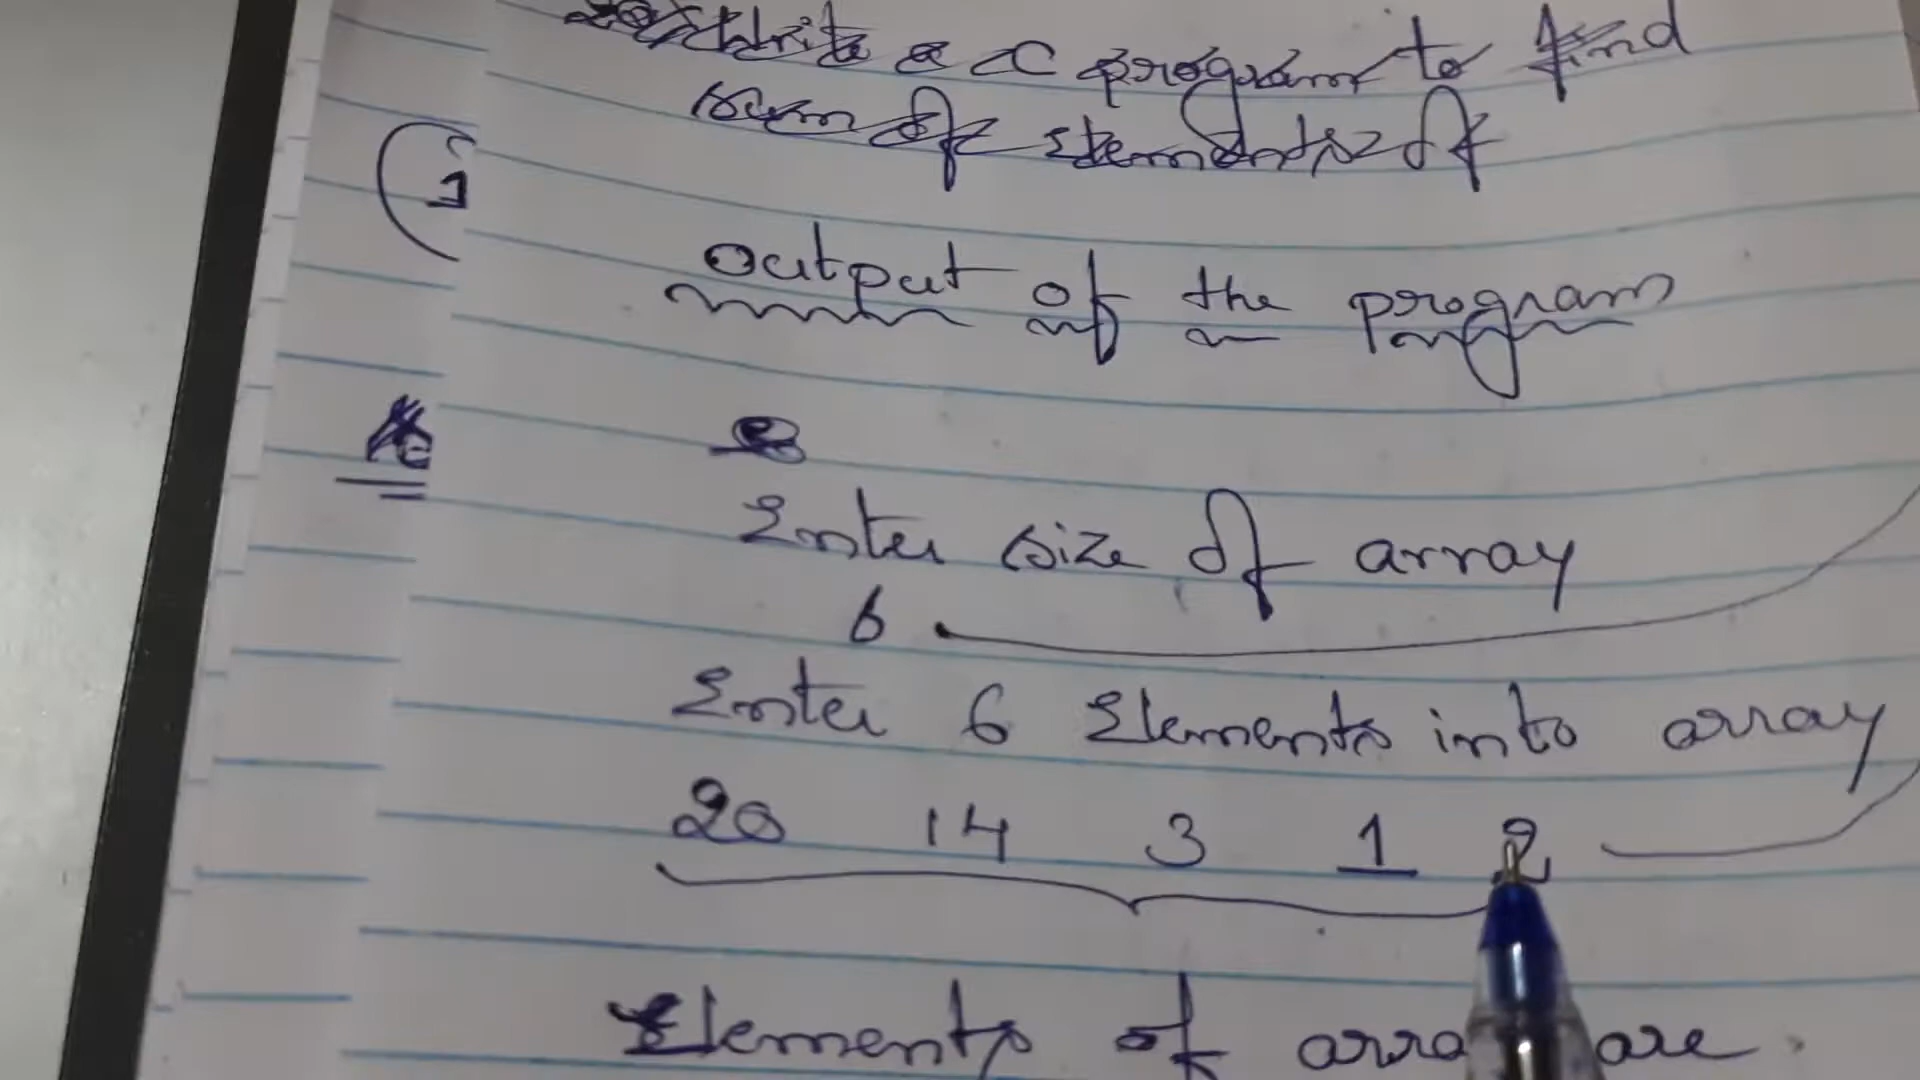 Write a C program to find
sum of Elements of
(1
output of the program
Enter size of array
6
Enter 6 Elements into array
20 14 3 1 2
Elements of array are